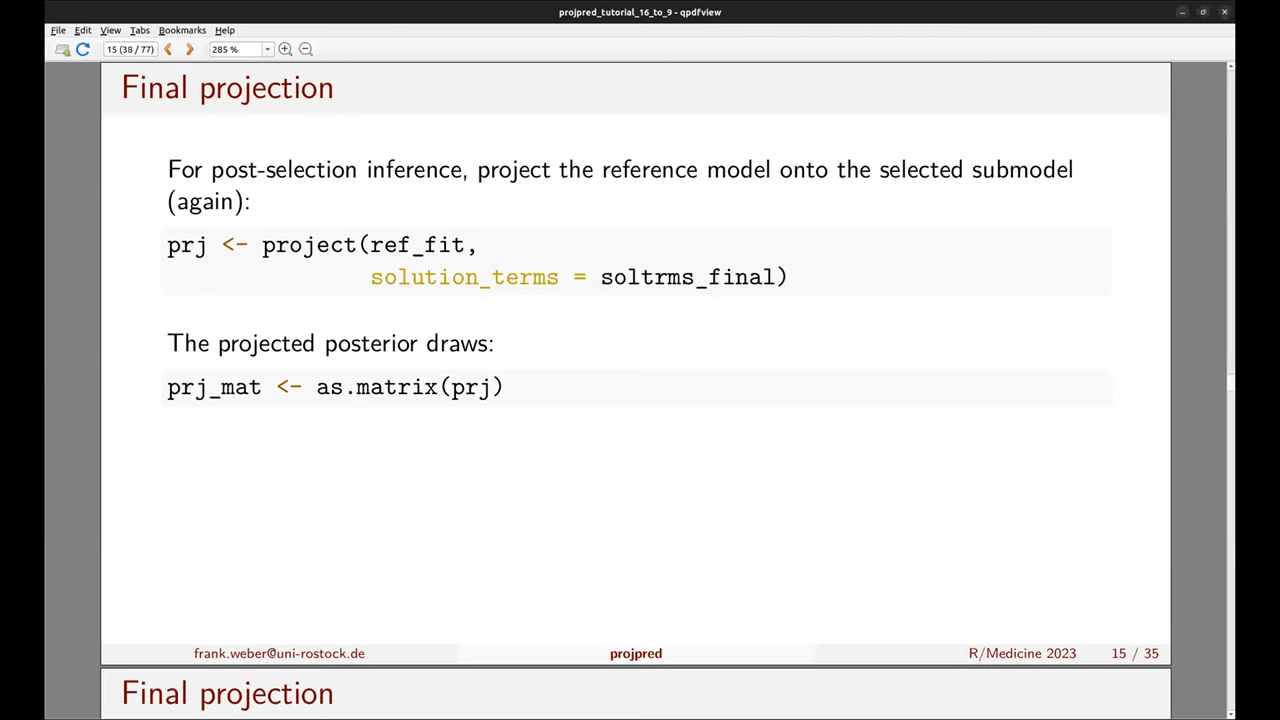 projpred_tutorial_16_to_9 - qpdfview
File Edit View Tabs Bookmarks Help
15 (38 / 77) 285 %
Final projection
For post-selection inference, project the reference model onto the selected submodel
(again):
prj <- project(ref_fit,
solution_terms = soltrms_final)
The projected posterior draws:
prj_mat <- as.matrix(prj)
frank.weber@uni-rostock.de projpred R/Medicine 2023 15 / 35
Final projection